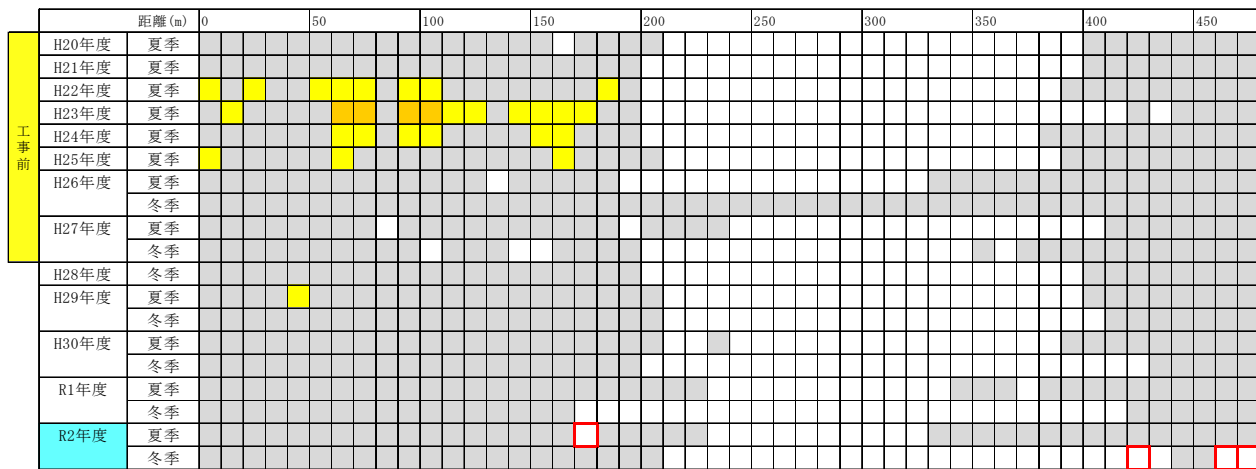 距離(m) 0 50 100 150 200 250 300 350 400 450
工事前
H20年度 夏季
H21年度 夏季
H22年度 夏季
H23年度 夏季
H24年度 夏季
H25年度 夏季
H26年度 夏季
冬季
H27年度 夏季
冬季
H28年度 冬季
H29年度 夏季
冬季
H30年度 夏季
冬季
R1年度 夏季
冬季
R2年度 夏季
冬季